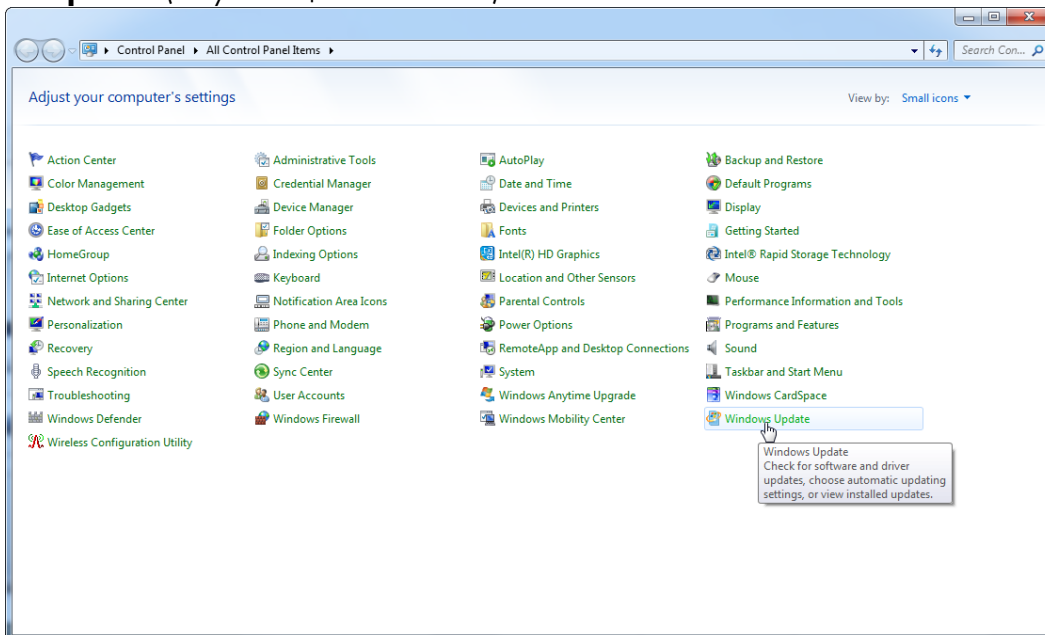 Control Panel ▸ All Control Panel Items ▸ Search Con...
Adjust your computer's settings View by: Small icons
Action Center Administrative Tools AutoPlay Backup and Restore
Color Management Credential Manager Date and Time Default Programs
Desktop Gadgets Device Manager Devices and Printers Display
Ease of Access Center Folder Options Fonts Getting Started
HomeGroup Indexing Options Intel(R) HD Graphics Intel® Rapid Storage Technology
Internet Options Keyboard Location and Other Sensors Mouse
Network and Sharing Center Notification Area Icons Parental Controls Performance Information and Tools
Personalization Phone and Modem Power Options Programs and Features
Recovery Region and Language RemoteApp and Desktop Connections Sound
Speech Recognition Sync Center System Taskbar and Start Menu
Troubleshooting User Accounts Windows Anytime Upgrade Windows CardSpace
Windows Defender Windows Firewall Windows Mobility Center Windows Update
Wireless Configuration Utility
Windows Update
Check for software and driver
updates, choose automatic updating
settings, or view installed updates.